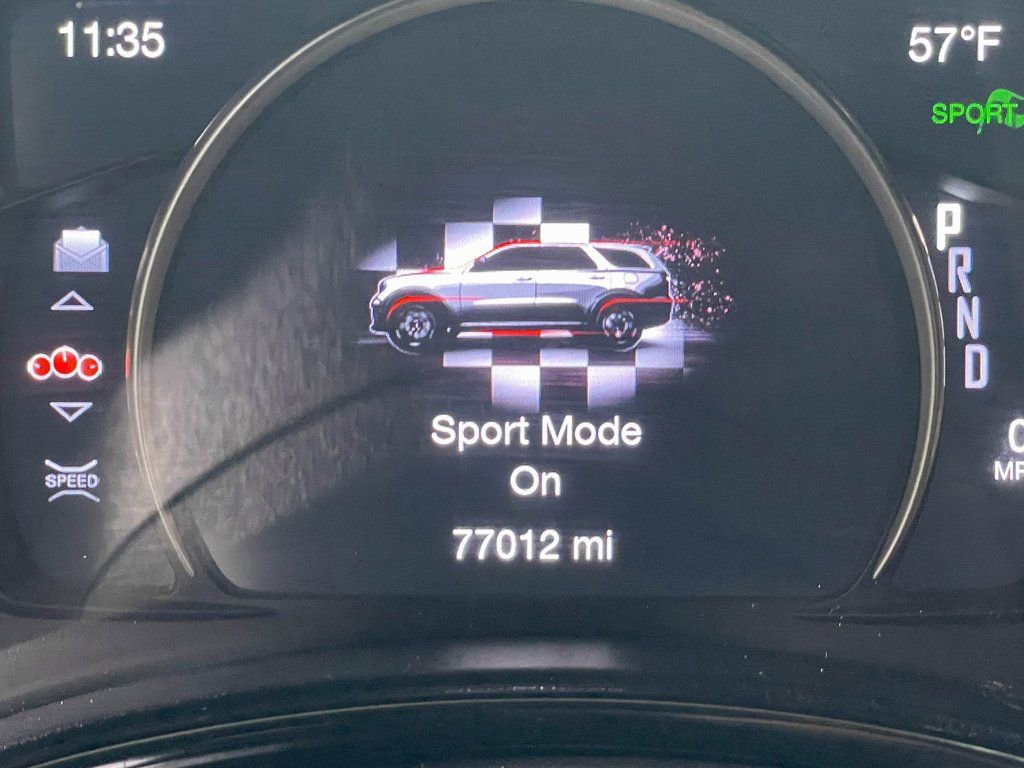 11:35
57°F
SPORT
P
R
N
D
SPEED
Sport Mode
On
77012 mi